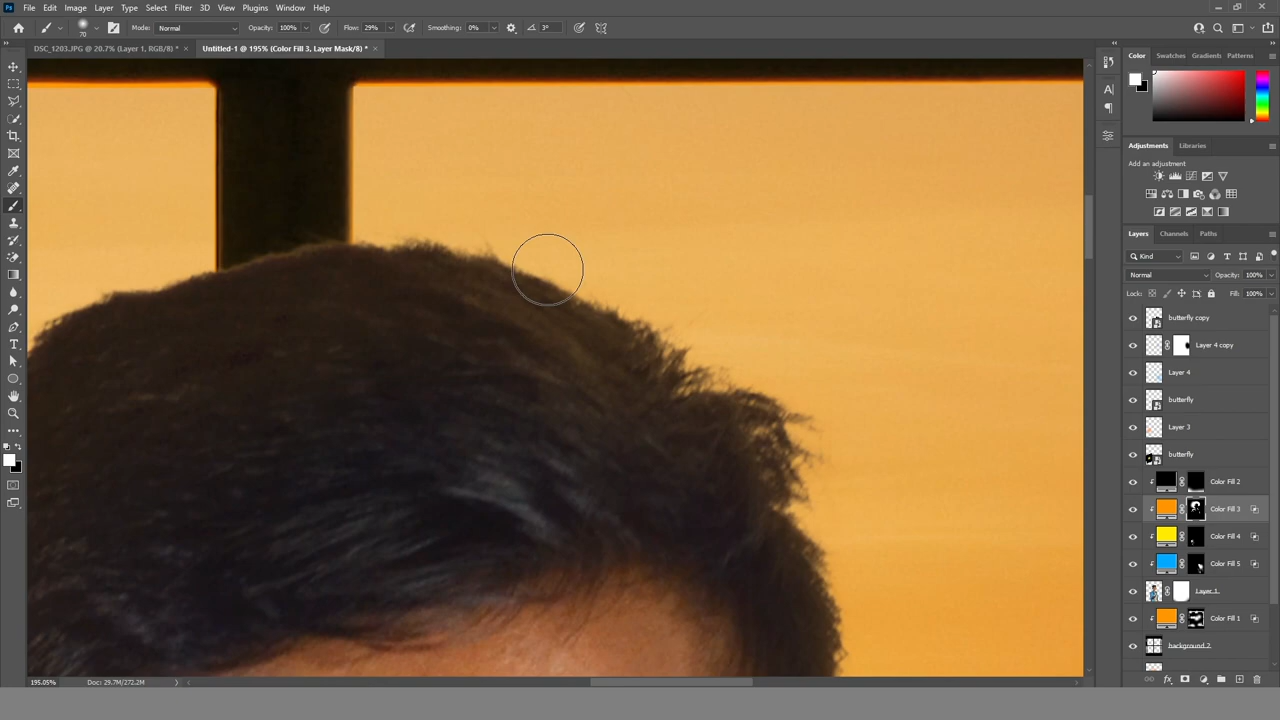 Ps File Edit Image Layer Type Select Filter 3D View Plugins Window Help
Mode: Normal Opacity: 100% Flow: 29% Smoothing: 0% 3°
70
DSC_1203.JPG @ 20.7% (Layer 1, RGB/8) * × Untitled-1 @ 195% (Color Fill 3, Layer Mask/8) * ×
Color Swatches Gradients Patterns
Adjustments Libraries
Add an adjustment
Layers Channels Paths
Kind
Normal Opacity: 100%
Lock: Fill: 100%
butterfly copy
Layer 4 copy
Layer 4
butterfly
Layer 3
butterfly
Color Fill 2
Color Fill 3
Color Fill 4
Color Fill 5
Layer 1
Color Fill 1
background 2
195.05% Doc: 29.7M/272.2M